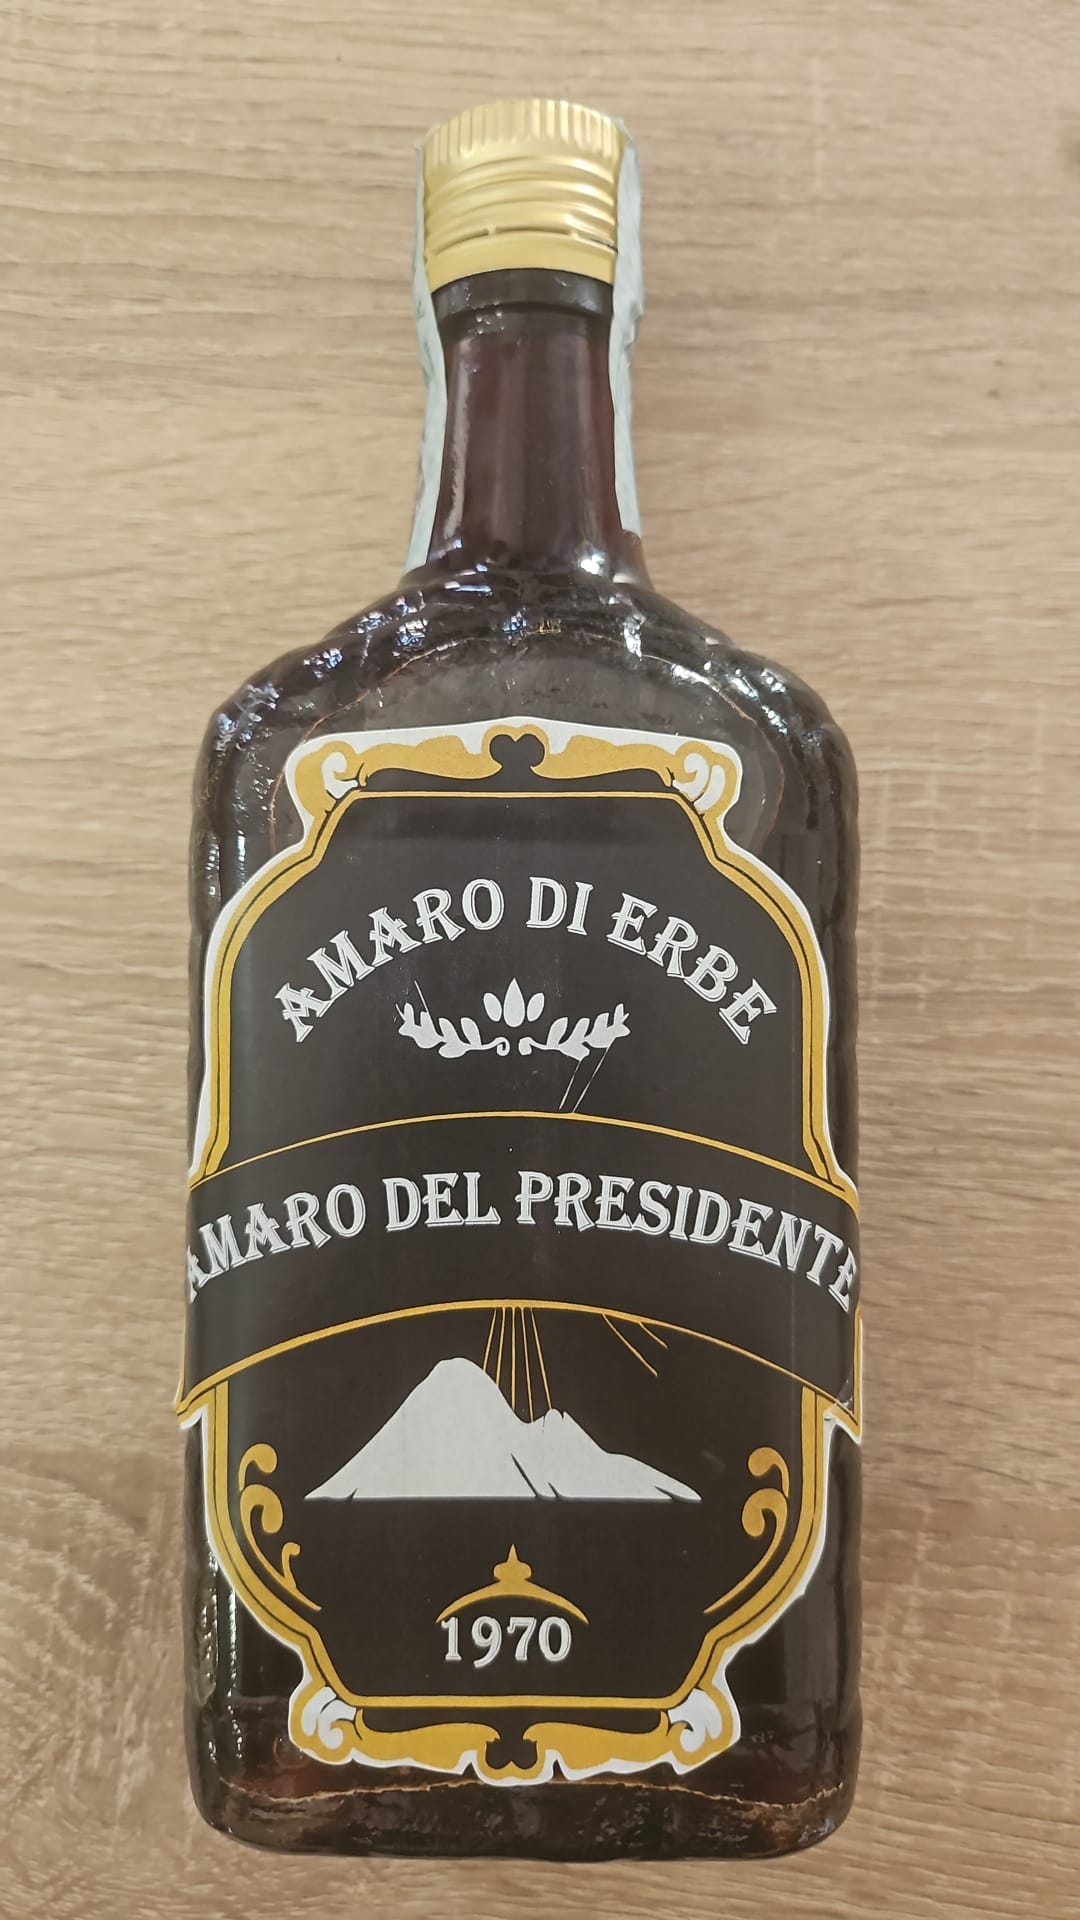 AMARO DI ERBE
AMARO DEL PRESIDENTE
1970